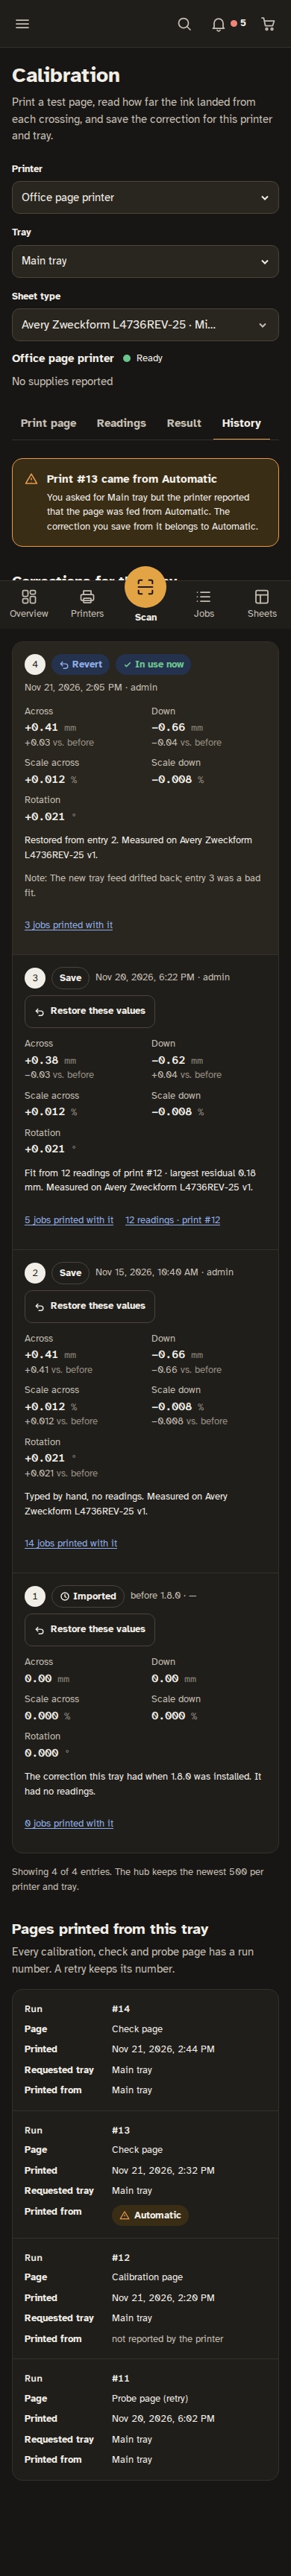 5
Calibration
Print a test page, read how far the ink landed from
each crossing, and save the correction for this printer
and tray.
Printer
Office page printer
Tray
Main tray
Sheet type
Avery Zweckform L4736REV-25 · Mi...
Office page printer Ready
No supplies reported
Print page Readings Result History
Print #13 came from Automatic
You asked for Main tray but the printer reported
that the page was fed from Automatic. The
correction you save from it belongs to Automatic.
Overview Printers Scan Jobs Sheets
4 Revert In use now
Nov 21, 2026, 2:05 PM · admin
Across Down
+0.41 mm −0.66 mm
+0.03 vs. before −0.04 vs. before
Scale across Scale down
+0.012 % −0.008 %
Rotation
+0.021 °
Restored from entry 2. Measured on Avery Zweckform
L4736REV-25 v1.
Note: The new tray feed drifted back; entry 3 was a bad
fit.
3 jobs printed with it
3 Save Nov 20, 2026, 6:22 PM · admin
Restore these values
Across Down
+0.38 mm −0.62 mm
−0.03 vs. before +0.04 vs. before
Scale across Scale down
+0.012 % −0.008 %
Rotation
+0.021 °
Fit from 12 readings of print #12 · largest residual 0.18
mm. Measured on Avery Zweckform L4736REV-25 v1.
5 jobs printed with it 12 readings · print #12
2 Save Nov 15, 2026, 10:40 AM · admin
Restore these values
Across Down
+0.41 mm −0.66 mm
+0.41 vs. before −0.66 vs. before
Scale across Scale down
+0.012 % −0.008 %
+0.012 vs. before −0.008 vs. before
Rotation
+0.021 °
+0.021 vs. before
Typed by hand, no readings. Measured on Avery
Zweckform L4736REV-25 v1.
14 jobs printed with it
1 Imported before 1.8.0 · —
Restore these values
Across Down
0.00 mm 0.00 mm
Scale across Scale down
0.000 % 0.000 %
Rotation
0.000 °
The correction this tray had when 1.8.0 was installed. It
had no readings.
0 jobs printed with it
Showing 4 of 4 entries. The hub keeps the newest 500 per
printer and tray.
Pages printed from this tray
Every calibration, check and probe page has a run
number. A retry keeps its number.
Run #14
Page Check page
Printed Nov 21, 2026, 2:44 PM
Requested tray Main tray
Printed from Main tray
Run #13
Page Check page
Printed Nov 21, 2026, 2:32 PM
Requested tray Main tray
Printed from Automatic
Run #12
Page Calibration page
Printed Nov 21, 2026, 2:20 PM
Requested tray Main tray
Printed from not reported by the printer
Run #11
Page Probe page (retry)
Printed Nov 20, 2026, 6:02 PM
Requested tray Main tray
Printed from Main tray